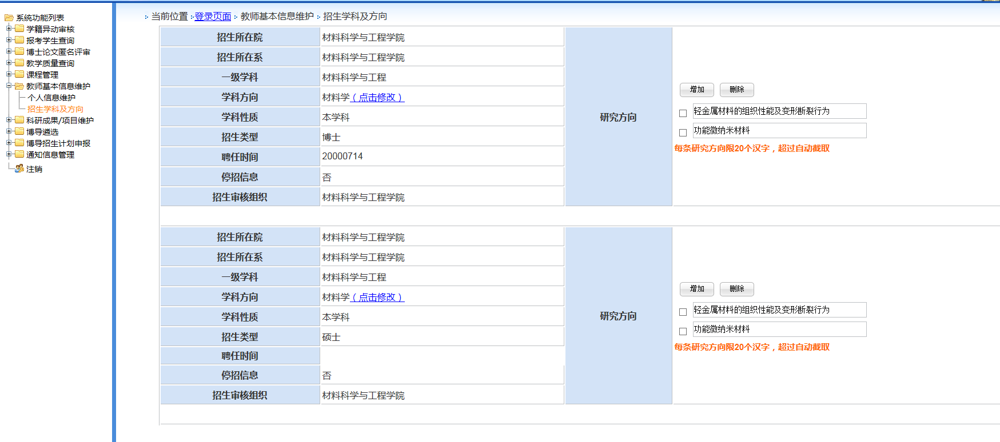 系统功能列表
学籍异动审核
报考学生查询
博士论文匿名评审
教学质量查询
课程管理
教师基本信息维护
个人信息维护
招生学科及方向
科研成果/项目维护
博导遴选
博导招生计划申报
通知信息管理
注销
当前位置 登录页面 教师基本信息维护 招生学科及方向
招生所在院 材料科学与工程学院
招生所在系 材料科学与工程学院
一级学科 材料科学与工程
学科方向 材料学（点击修改）
学科性质 本学科
招生类型 博士
聘任时间 20000714
停招信息 否
招生审核组织 材料科学与工程学院
研究方向
增加 删除
轻金属材料的组织性能及变形断裂行为
功能微纳米材料
每条研究方向限20个汉字，超过自动截取
招生所在院 材料科学与工程学院
招生所在系 材料科学与工程学院
一级学科 材料科学与工程
学科方向 材料学（点击修改）
学科性质 本学科
招生类型 硕士
聘任时间
停招信息 否
招生审核组织 材料科学与工程学院
研究方向
增加 删除
轻金属材料的组织性能及变形断裂行为
功能微纳米材料
每条研究方向限20个汉字，超过自动截取